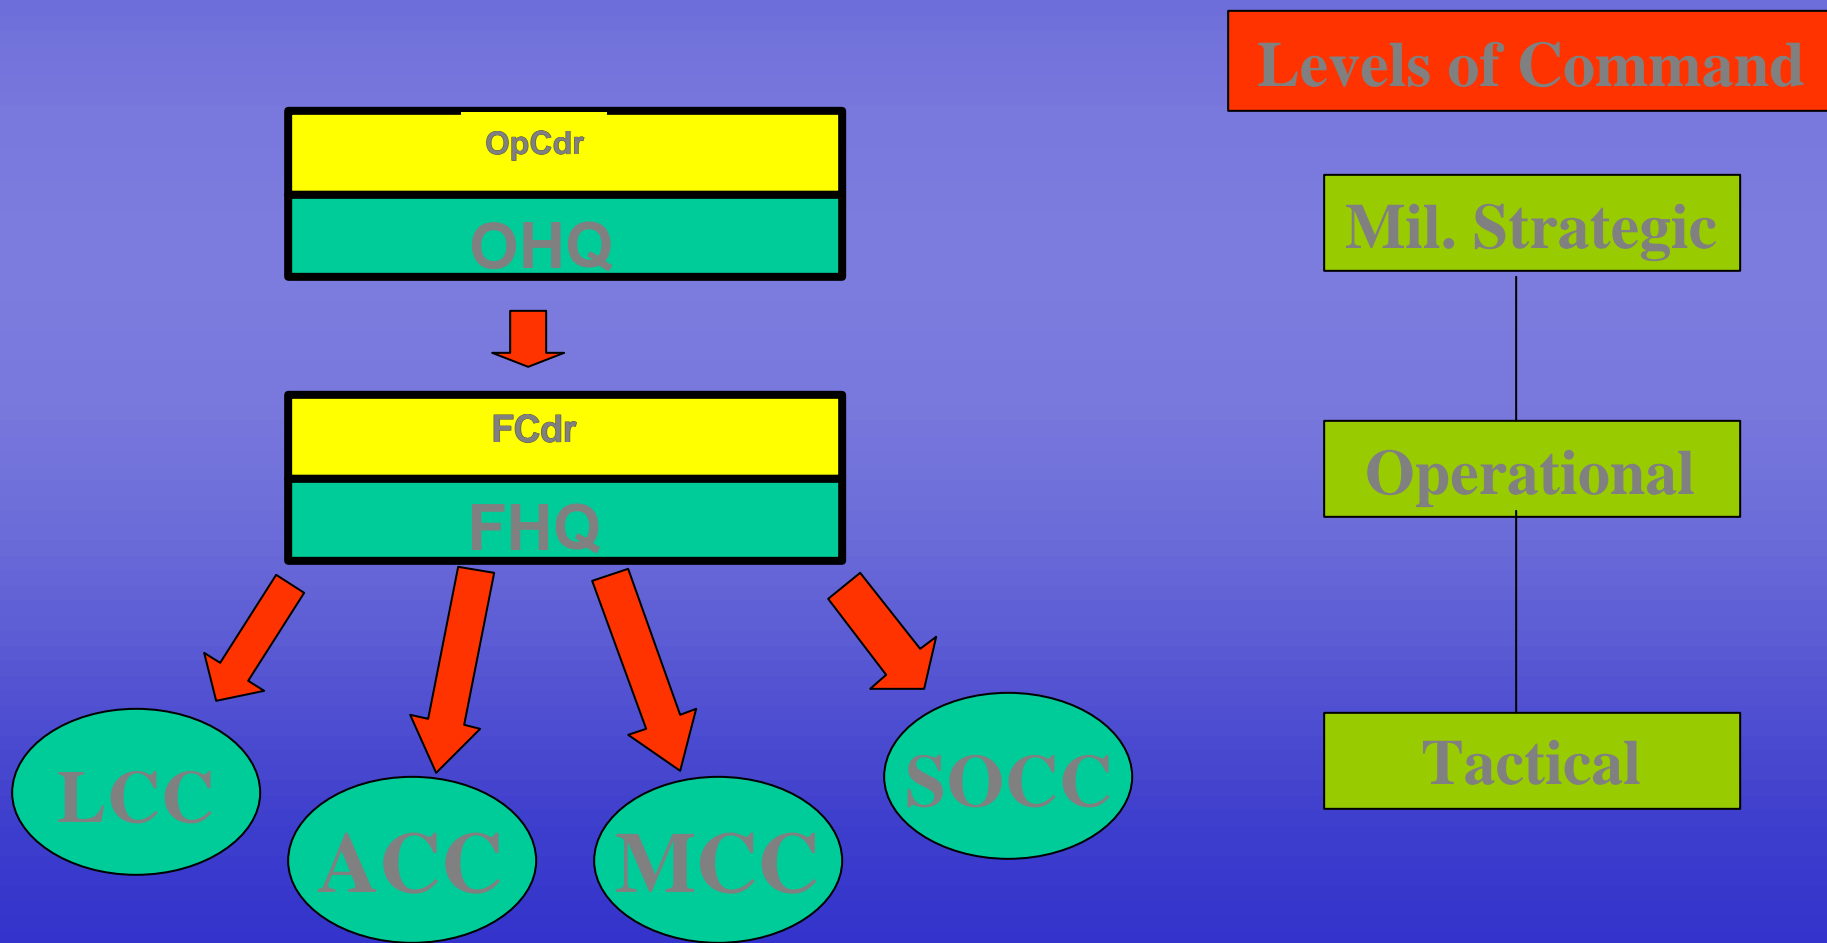 Levels of Command
OpCdr
OHQ
FCdr
FHQ
LCC
ACC
MCC
SOCC
Mil. Strategic
Operational
Tactical